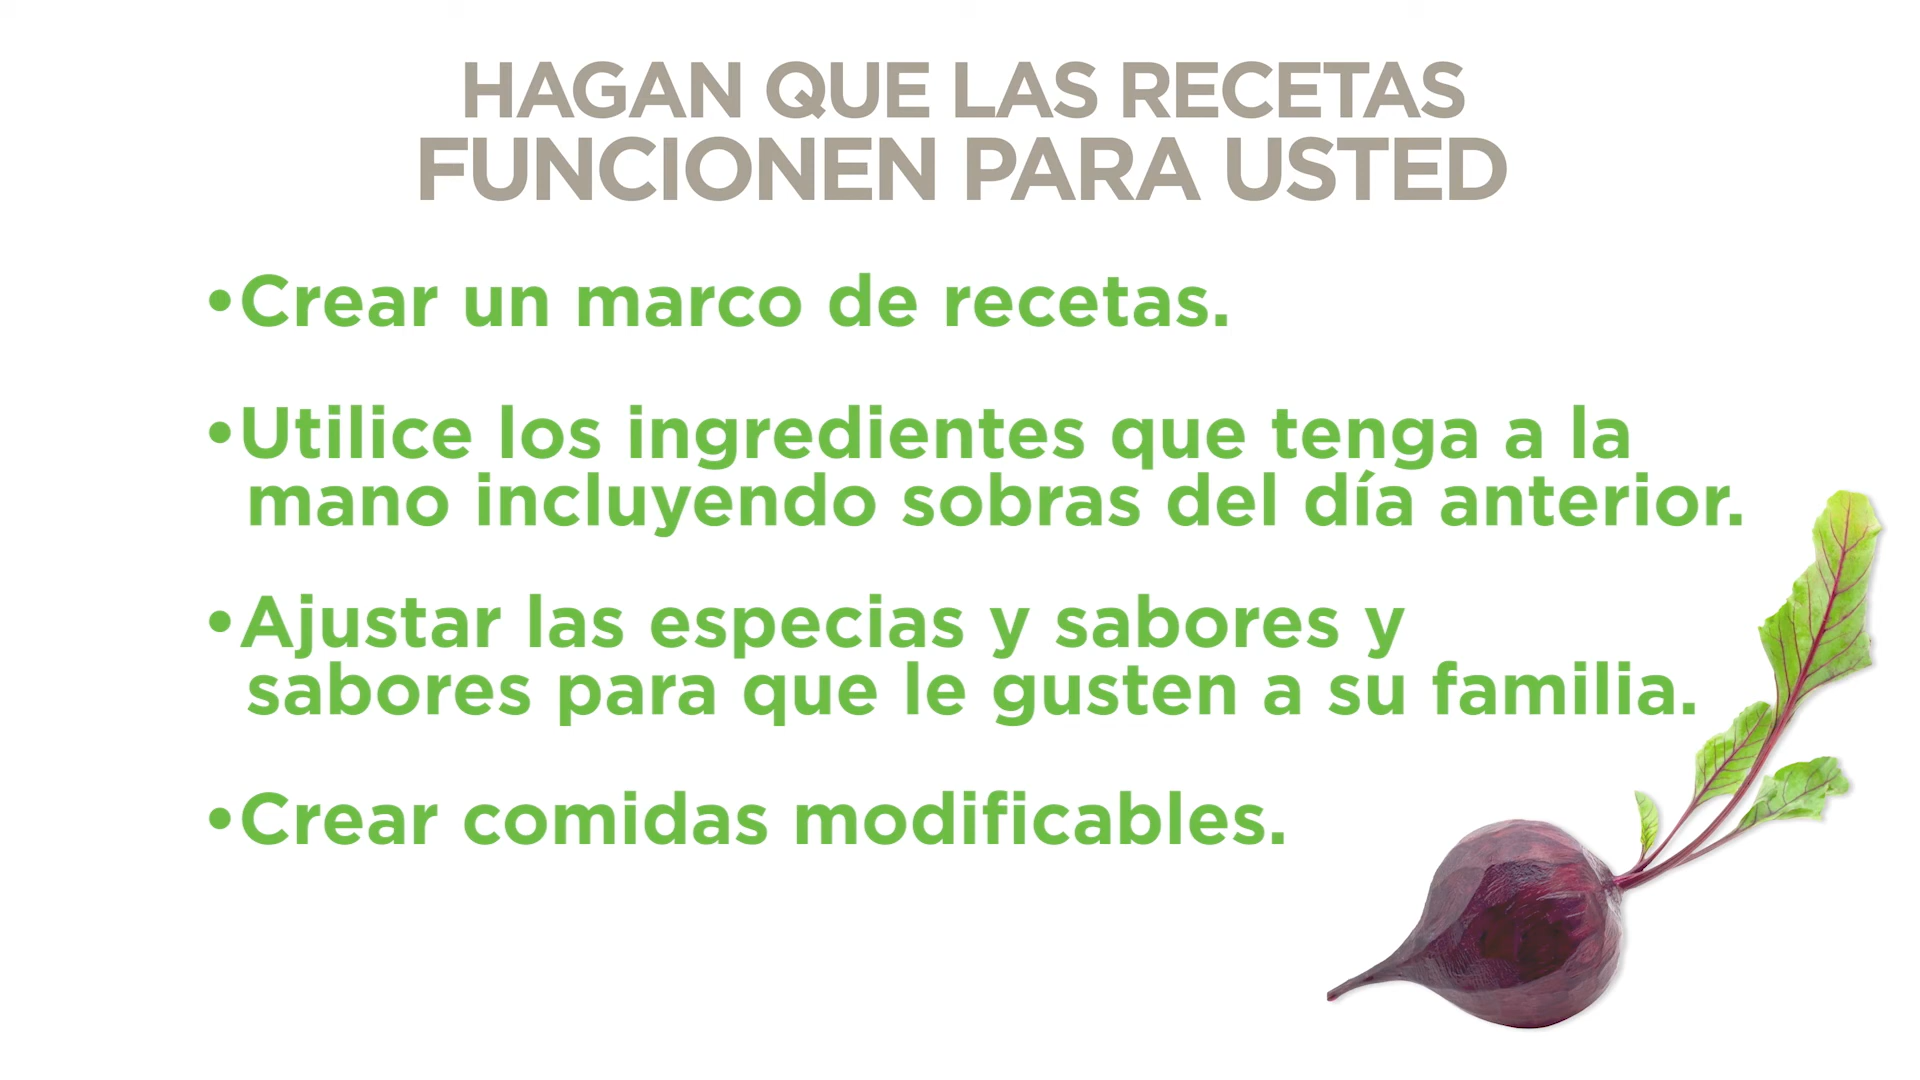 HAGAN QUE LAS RECETAS
FUNCIONEN PARA USTED
•Crear un marco de recetas.
•Utilice los ingredientes que tenga a la
mano incluyendo sobras del día anterior.
•Ajustar las especias y sabores y
sabores para que le gusten a su familia.
•Crear comidas modificables.